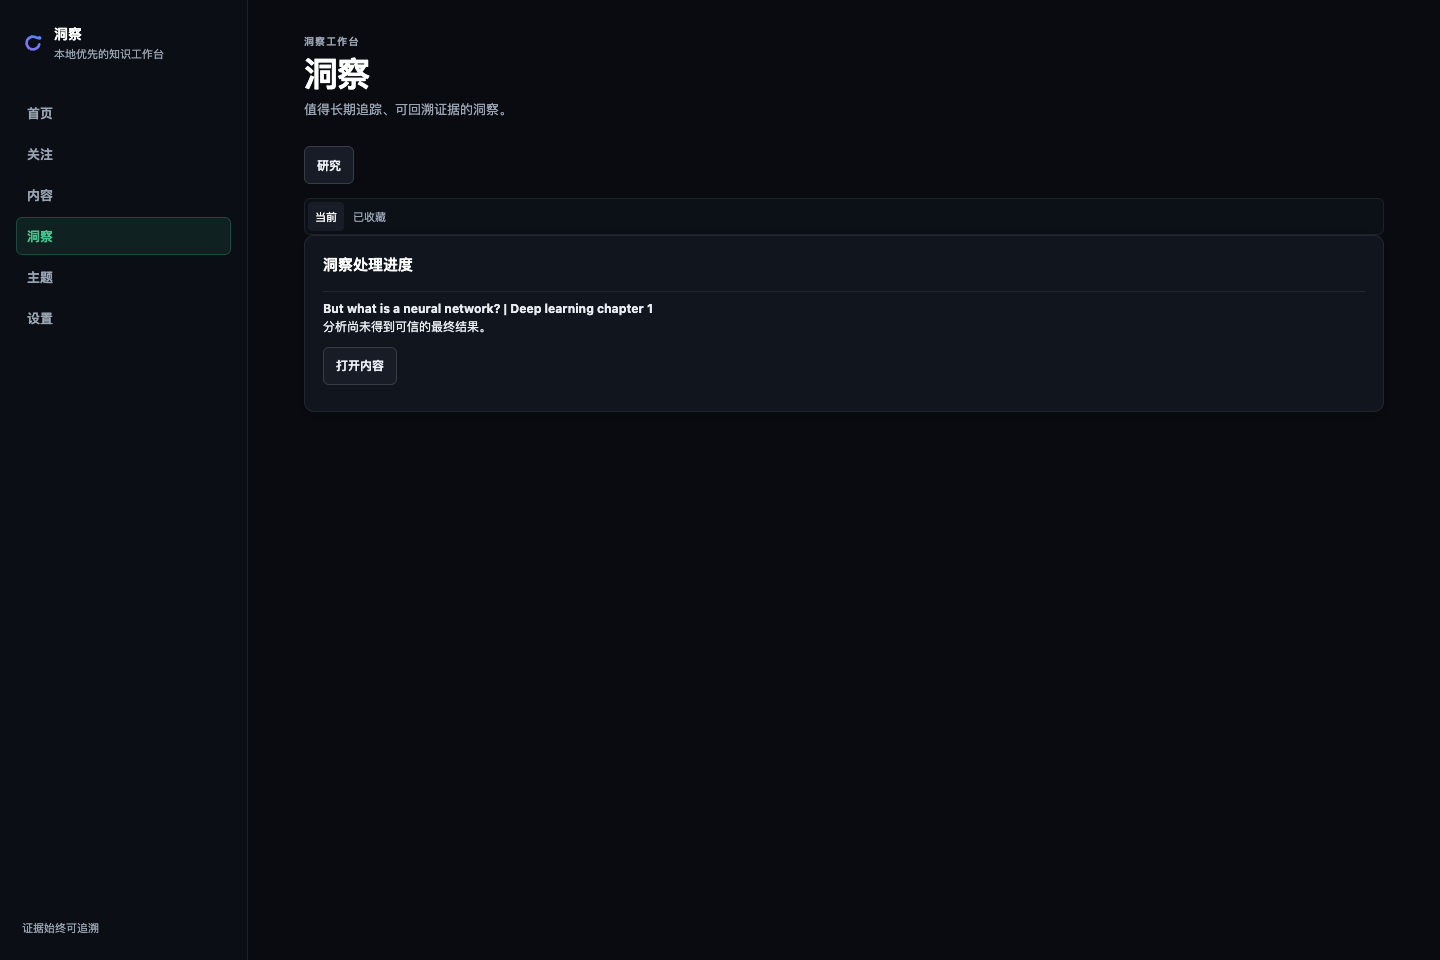 洞察
本地优先的知识工作台
首页
关注
内容
洞察
主题
设置
证据始终可追溯
洞察工作台
洞察
值得长期追踪、可回溯证据的洞察。
研究
当前 已收藏
洞察处理进度
But what is a neural network? | Deep learning chapter 1
分析尚未得到可信的最终结果。
打开内容